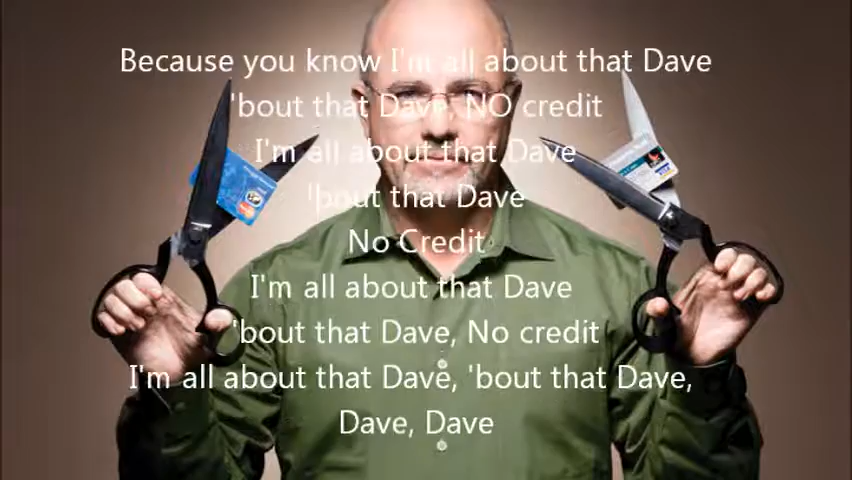 Because you know I'm all about that Dave
'bout that Dave, NO credit
I'm all about that Dave
'bout that Dave
No Credit
I'm all about that Dave
'bout that Dave, No credit
I'm all about that Dave, 'bout that Dave,
Dave, Dave